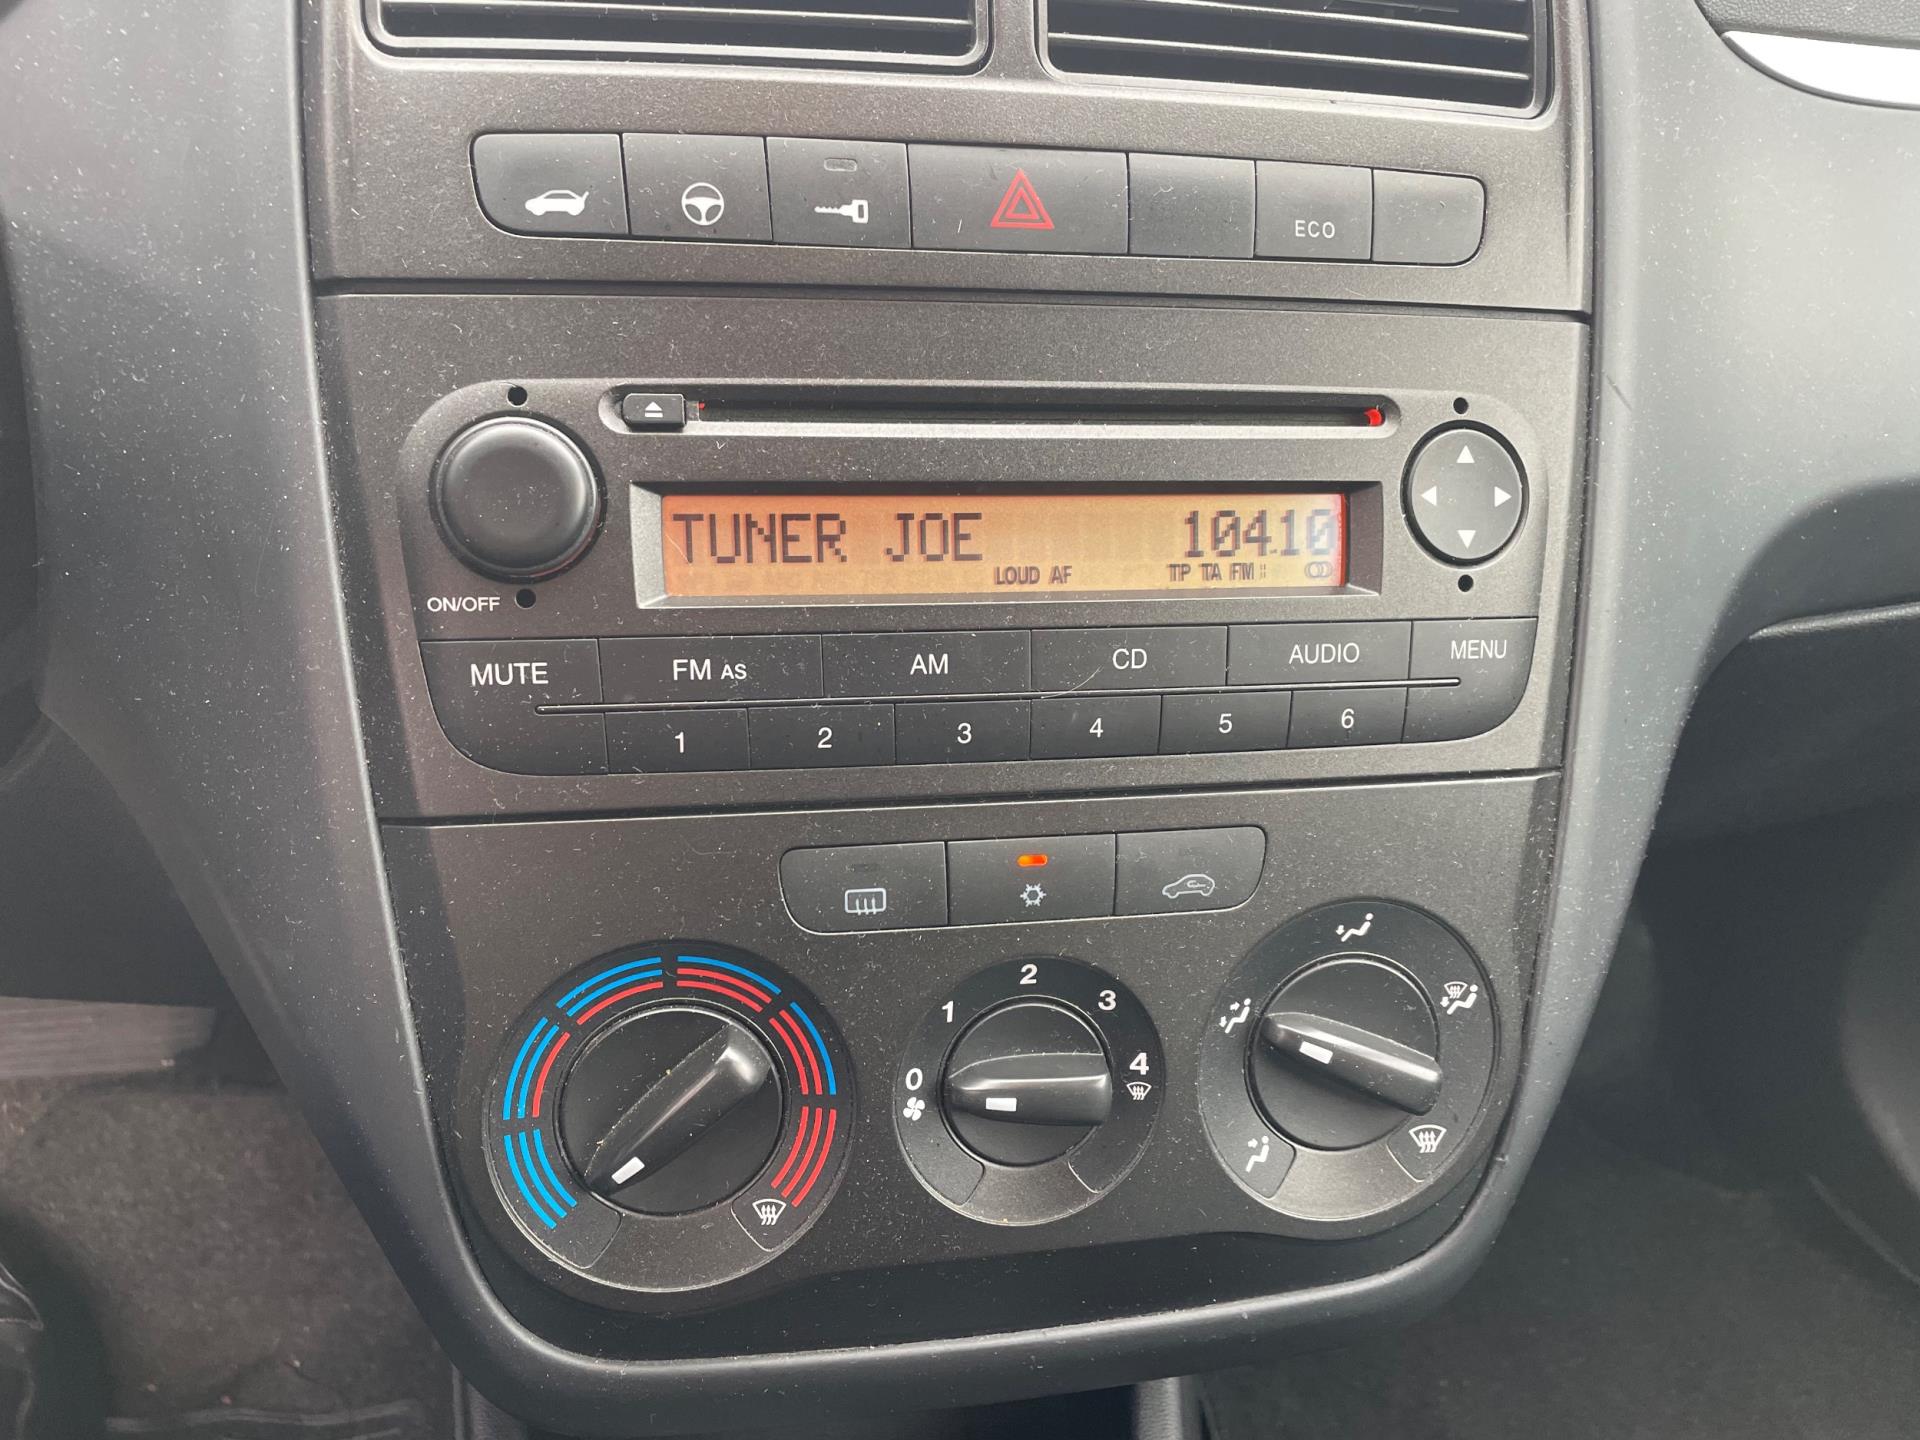 ECO
TUNER JOE 104.10
LOUD AF TP TA FM
ON/OFF
MUTE FM AS AM CD AUDIO MENU
1 2 3 4 5 6
0 1 2 3 4